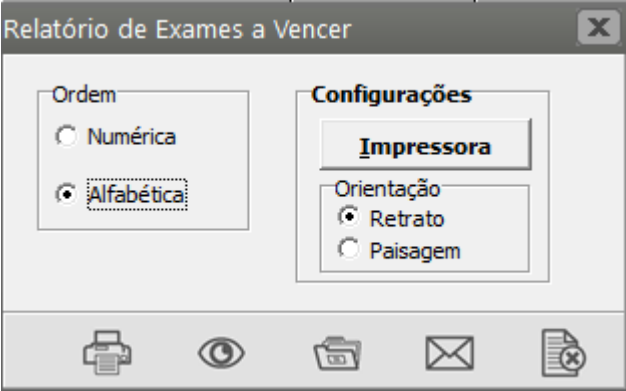 Relatório de Exames a Vencer
Ordem
Numérica
Alfabética
Configurações
Impressora
Orientação
Retrato
Paisagem